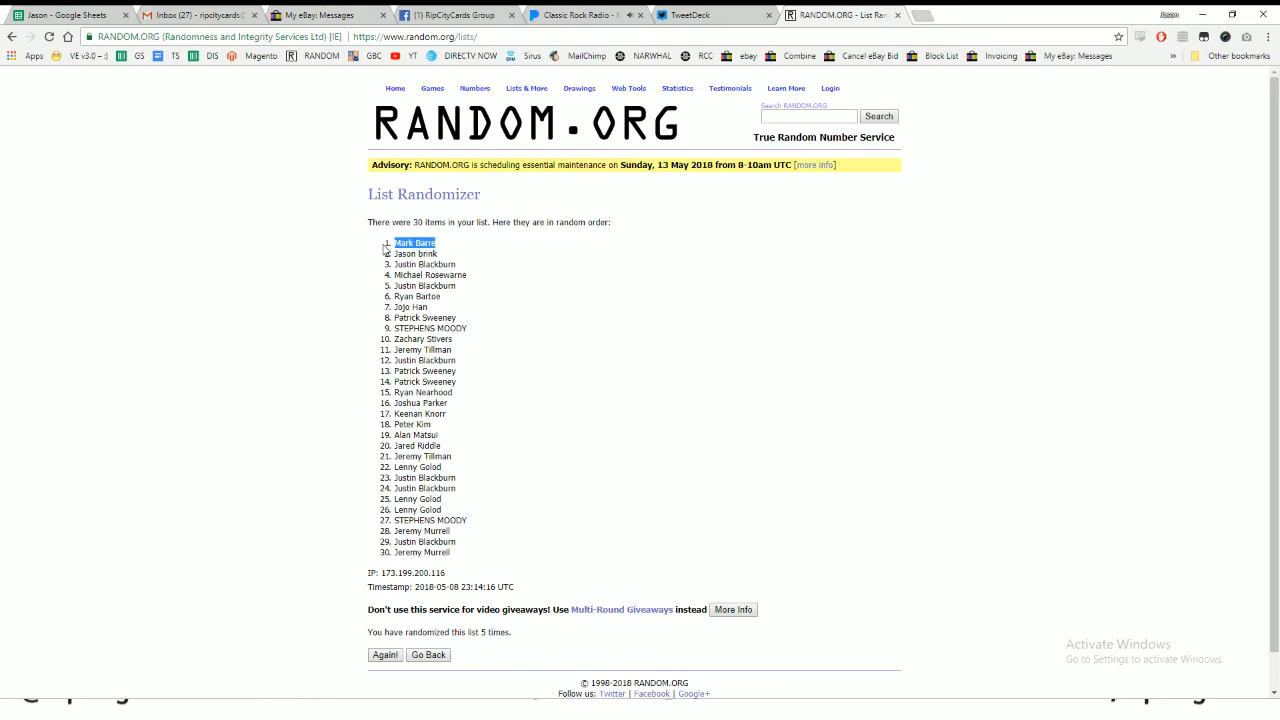 Jason - Google Sheets
Inbox (27) - ripcitycards@
My eBay: Messages
(1) RipCityCards Group
Classic Rock Radio -
TweetDeck
RANDOM.ORG - List Ran
Jason
RANDOM.ORG (Randomness and Integrity Services Ltd) [IE]
https://www.random.org/lists/
Apps
VE v3.0 -:)
GS
TS
DIS
Magento
RANDOM
GBC
YT
DIRECTV NOW
Sirus
MailChimp
NARWHAL
RCC
ebay
Combine
Cancel eBay Bid
Block List
Invoicing
My eBay: Messages
»
Other bookmarks
Home Games Numbers Lists & More Drawings Web Tools Statistics Testimonials Learn More Login
RANDOM.ORG
Search RANDOM.ORG
Search
True Random Number Service
Advisory: RANDOM.ORG is scheduling essential maintenance on Sunday, 13 May 2018 from 8-10am UTC [more info]
List Randomizer
There were 30 items in your list. Here they are in random order:
1. Mark Barre
2. Jason brink
3. Justin Blackburn
4. Michael Rosewarne
5. Justin Blackburn
6. Ryan Bartoe
7. Jojo Han
8. Patrick Sweeney
9. STEPHENS MOODY
10. Zachary Stivers
11. Jeremy Tillman
12. Justin Blackburn
13. Patrick Sweeney
14. Patrick Sweeney
15. Ryan Nearhood
16. Joshua Parker
17. Keenan Knorr
18. Peter Kim
19. Alan Matsui
20. Jared Riddle
21. Jeremy Tillman
22. Lenny Golod
23. Justin Blackburn
24. Justin Blackburn
25. Lenny Golod
26. Lenny Golod
27. STEPHENS MOODY
28. Jeremy Murrell
29. Justin Blackburn
30. Jeremy Murrell
IP: 173.199.200.116
Timestamp: 2018-05-08 23:14:16 UTC
Don't use this service for video giveaways! Use Multi-Round Giveaways instead
More Info
You have randomized this list 5 times.
Again!
Go Back
Activate Windows
Go to Settings to activate Windows.
© 1998-2018 RANDOM.ORG
Follow us: Twitter | Facebook | Google+